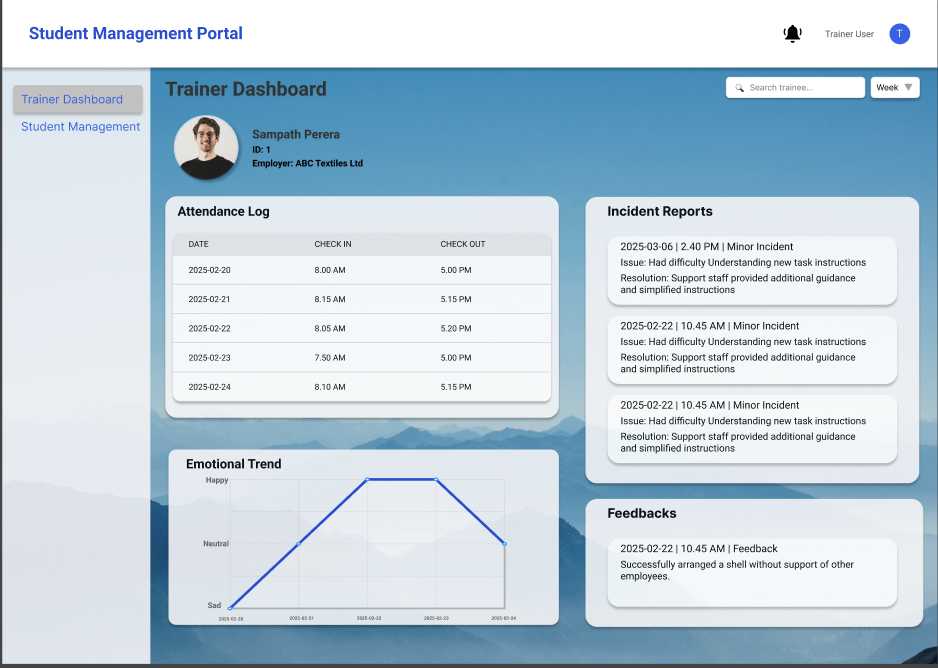 Student Management Portal
Trainer User
T
Trainer Dashboard
Student Management
Trainer Dashboard
Search trainee...
Week
Sampath Perera
ID: 1
Employer: ABC Textiles Ltd
Attendance Log
DATE CHECK IN CHECK OUT
2025-02-20 8.00 AM 5.00 PM
2025-02-21 8.15 AM 5.15 PM
2025-02-22 8.05 AM 5.20 PM
2025-02-23 7.50 AM 5.00 PM
2025-02-24 8.10 AM 5.15 PM
Emotional Trend
Happy
Neutral
Sad
2025-02-20 2025-02-21 2025-02-22 2025-02-23 2025-02-24
Incident Reports
2025-03-06 | 2.40 PM | Minor Incident
Issue: Had difficulty Understanding new task instructions
Resolution: Support staff provided additional guidance
and simplified instructions
2025-02-22 | 10.45 AM | Minor Incident
Issue: Had difficulty Understanding new task instructions
Resolution: Support staff provided additional guidance
and simplified instructions
2025-02-22 | 10.45 AM | Minor Incident
Issue: Had difficulty Understanding new task instructions
Resolution: Support staff provided additional guidance
and simplified instructions
Feedbacks
2025-02-22 | 10.45 AM | Feedback
Successfully arranged a shell without support of other
employees.